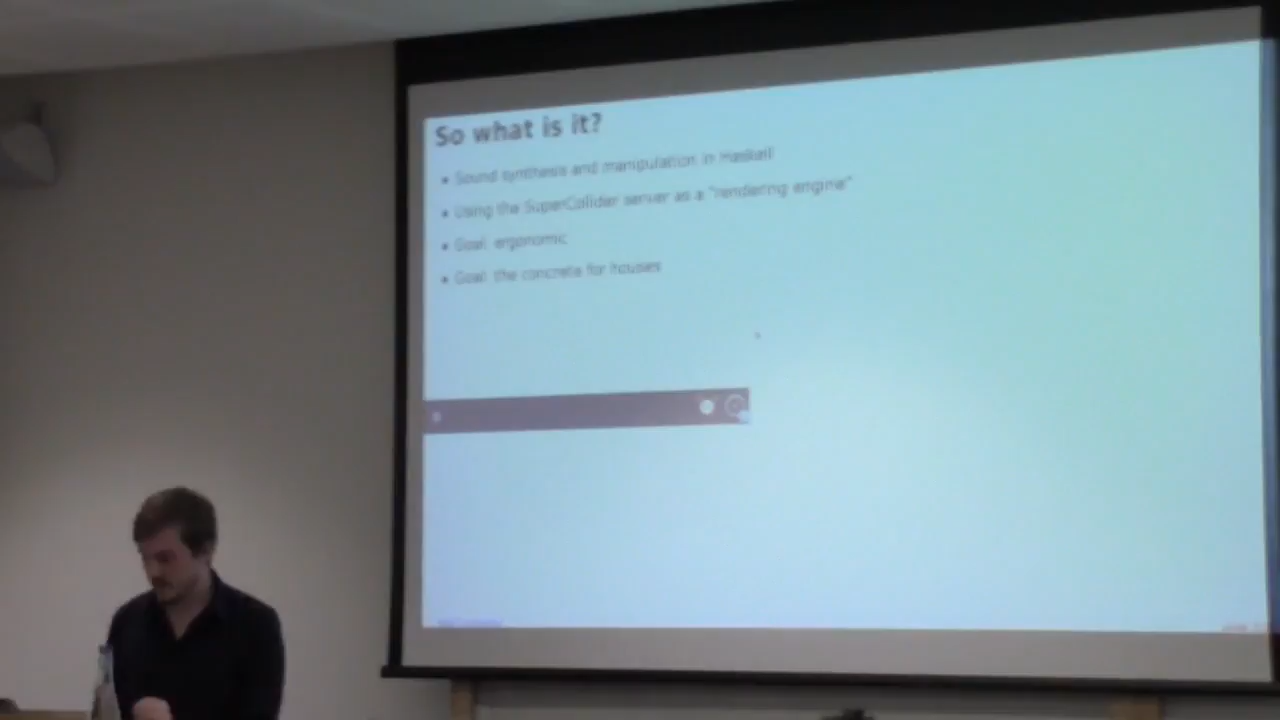 So what is it?
• Sound synthesis and manipulation in Haskell
• Using the SuperCollider server as a "rendering engine"
• Goal: ergonomic
• Goal: the concrete for houses